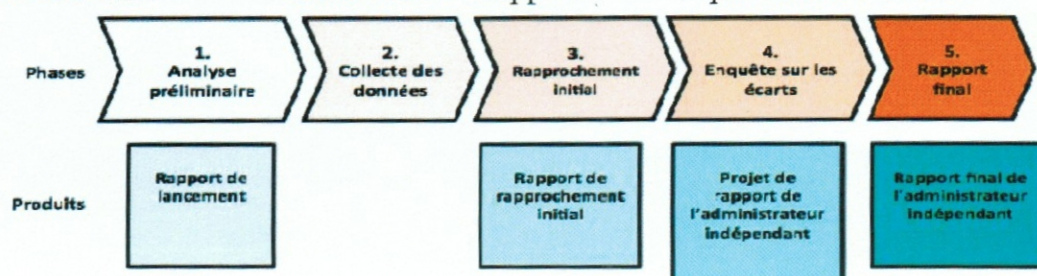 Phases
1.
Analyse
préliminaire
2.
Collecte des
données
3.
Rapprochement
initial
4.
Enquête sur les
écarts
5.
Rapport
final
Produits
Rapport de
lancement
Rapport de
rapprochement
initial
Projet de
rapport de
l'administrateur
indépendant
Rapport final de
l'administrateur
indépendant